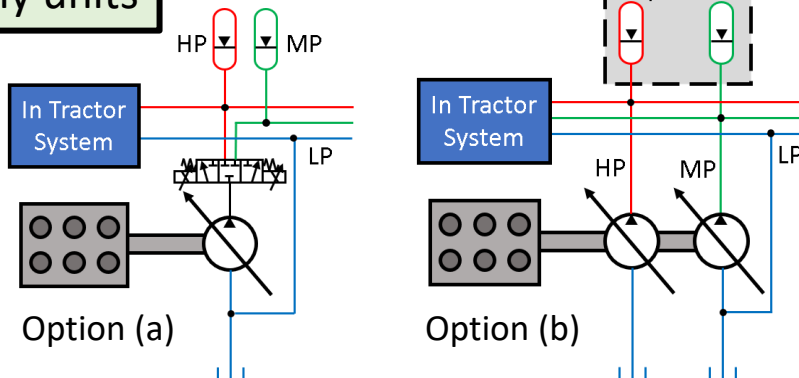 units
HP
MP
In Tractor
System
LP
Option (a)
In Tractor
System
HP
MP
LP
Option (b)